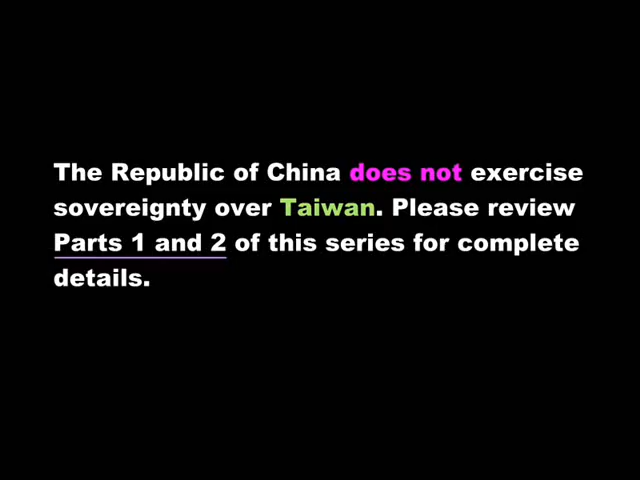 The Republic of China does not exercise
sovereignty over Taiwan. Please review
Parts 1 and 2 of this series for complete
details.